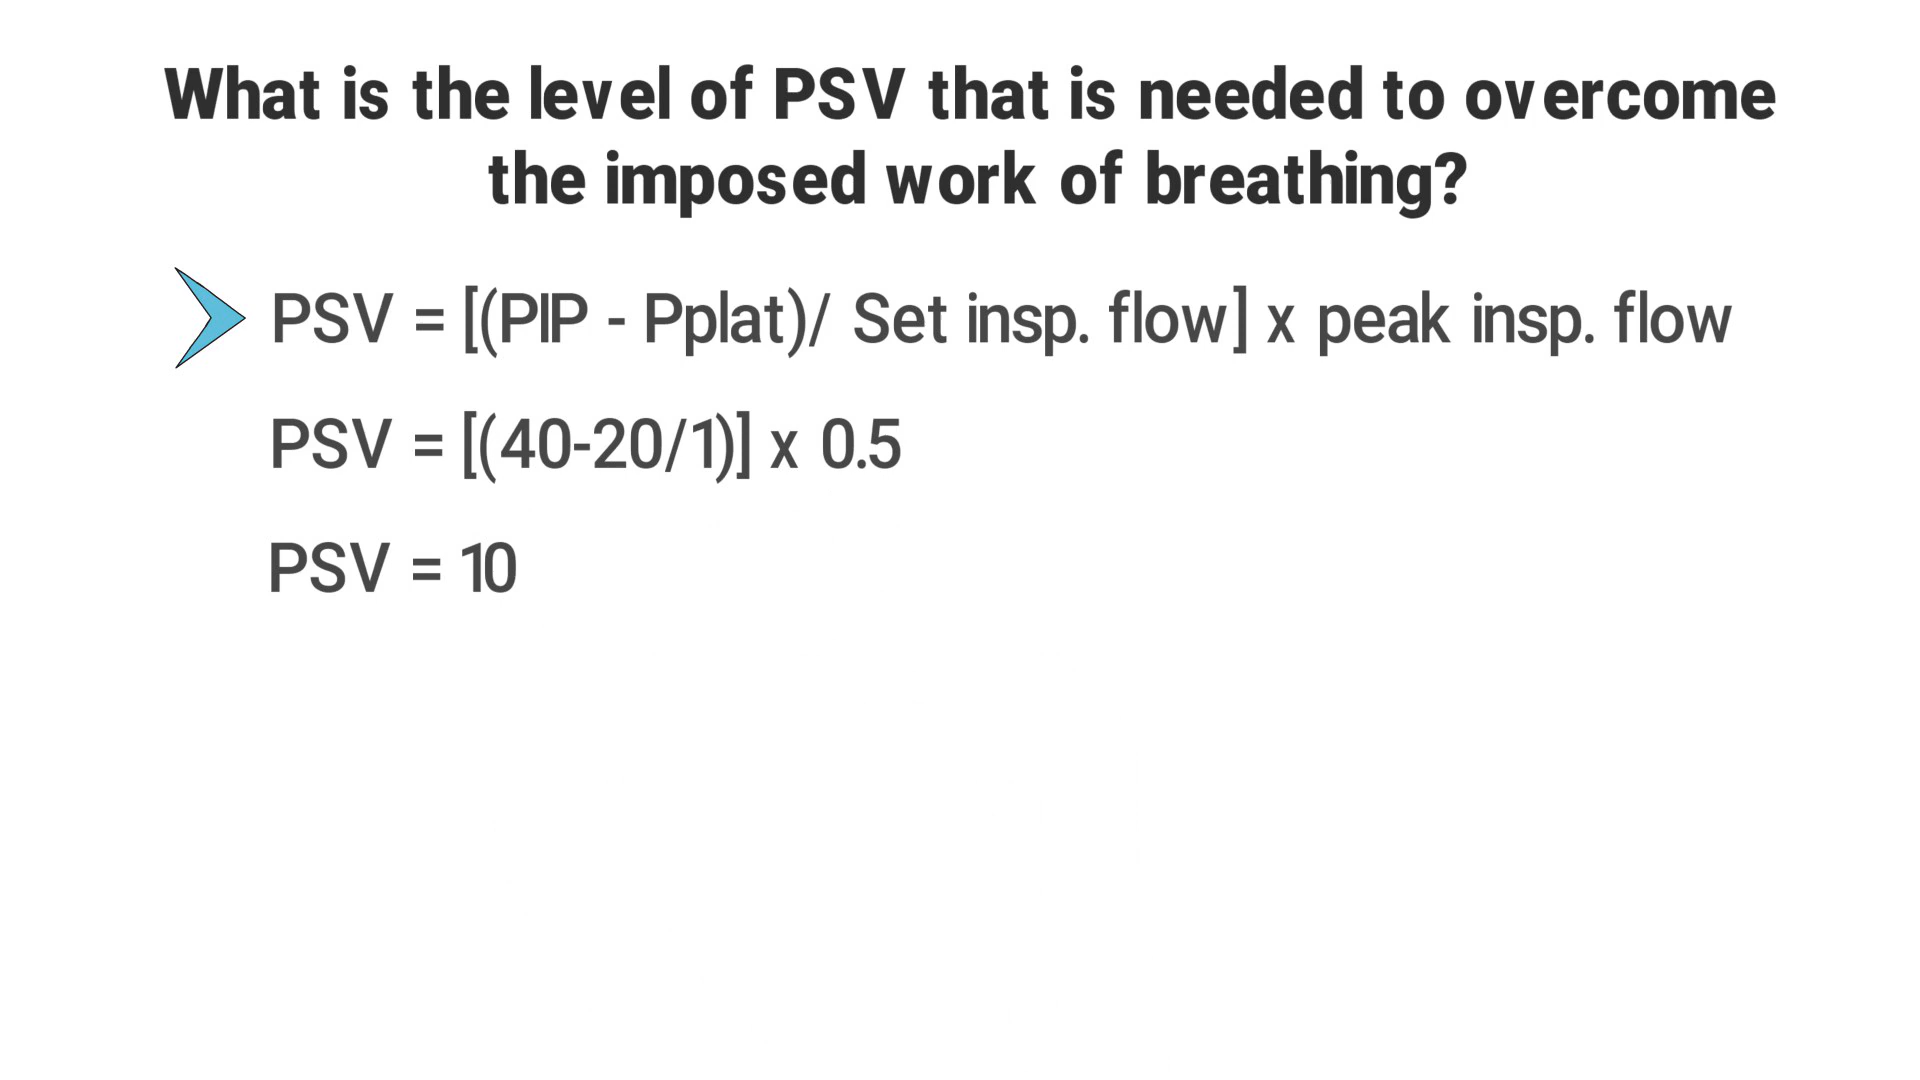 What is the level of PSV that is needed to overcome
the imposed work of breathing?
PSV = [(PIP - Pplat)/ Set insp. flow] x peak insp. flow
PSV = [(40-20/1)] x 0.5
PSV = 10